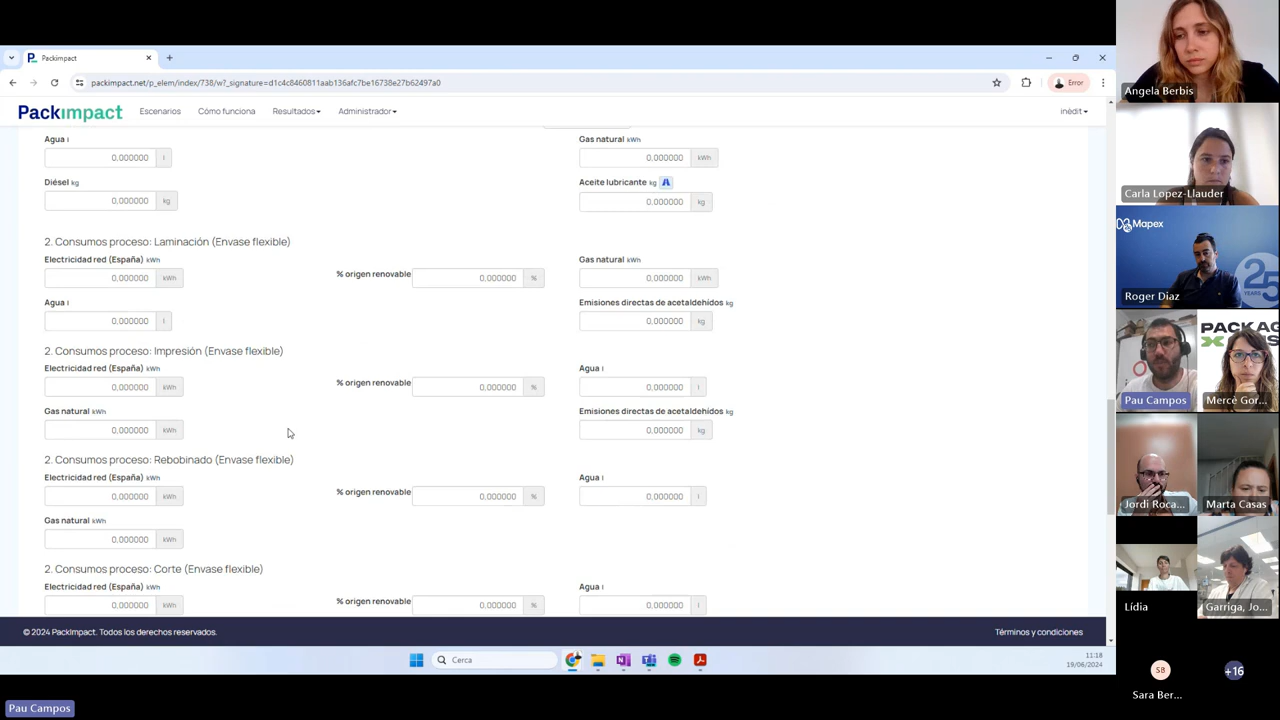 Packimpact
packimpact.net/p_elem/index/738/w?_signature=d1c4c8460811aab136afc7be16738e27b62497a0
Error
Packimpact
Escenarios
Cómo funciona
Resultados
Administrador
inèdit
Agua l
0,000000 l
Gas natural kWh
0,000000 kWh
Diésel kg
0,000000 kg
Aceite lubricante kg
0,000000 kg
2. Consumos proceso: Laminación (Envase flexible)
Electricidad red (España) kWh
0,000000 kWh
% origen renovable 0,000000 %
Gas natural kWh
0,000000 kWh
Agua l
0,000000 l
Emisiones directas de acetaldehidos kg
0,000000 kg
2. Consumos proceso: Impresión (Envase flexible)
Electricidad red (España) kWh
0,000000 kWh
% origen renovable 0,000000 %
Agua l
0,000000 l
Gas natural kWh
0,000000 kWh
Emisiones directas de acetaldehidos kg
0,000000 kg
2. Consumos proceso: Rebobinado (Envase flexible)
Electricidad red (España) kWh
0,000000 kWh
% origen renovable 0,000000 %
Agua l
0,000000 l
Gas natural kWh
0,000000 kWh
2. Consumos proceso: Corte (Envase flexible)
Electricidad red (España) kWh
0,000000 kWh
% origen renovable 0,000000 %
Agua l
0,000000 l
© 2024 PackImpact. Todos los derechos reservados.
Términos y condiciones
Cerca
11:18
19/06/2024
Pau Campos
Angela Berbis
Carla Lopez-Llauder
Mapex
25
YEARS
Roger Diaz
Pau Campos
PACKAG
Mercè Gor...
Jordi Roca...
Marta Casas
Lídia
Garriga, Jo...
SB
Sara Ber...
+16